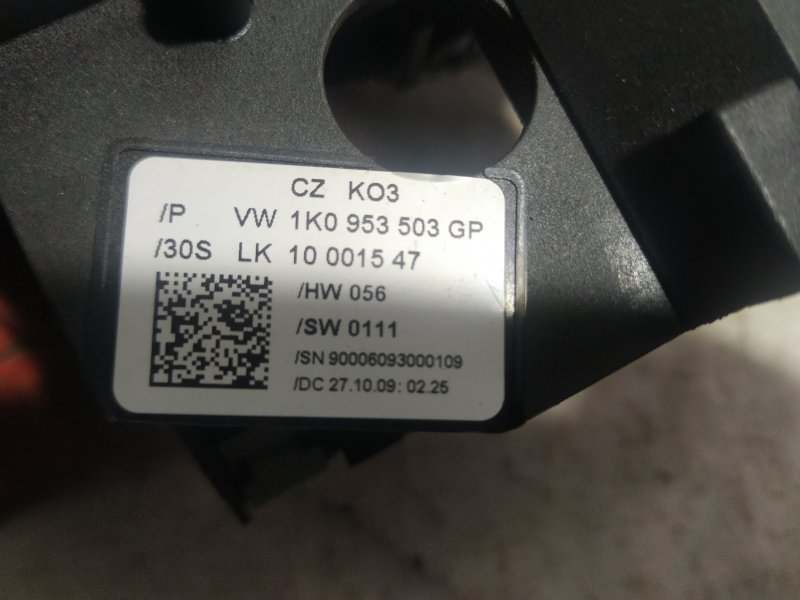 CZ KO3
/P VW 1K0 953 503 GP
/30S LK 10 0015 47
/HW 056
/SW 0111
/SN 90006093000109
/DC 27.10.09: 02.25